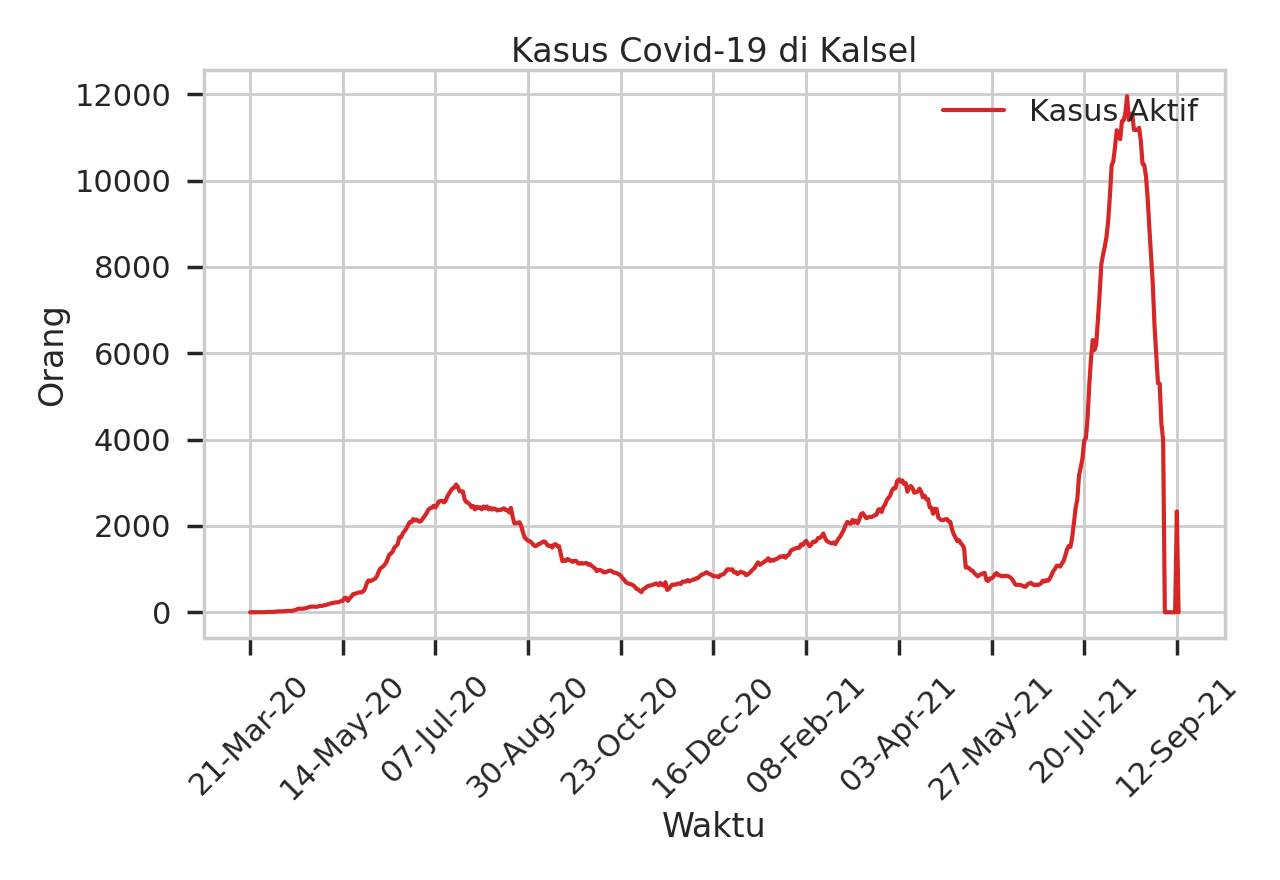 Kasus Covid-19 di Kalsel
Kasus Aktif
Orang
12000
10000
8000
6000
4000
2000
0
21-Mar-20
14-May-20
07-Jul-20
30-Aug-20
23-Oct-20
16-Dec-20
08-Feb-21
03-Apr-21
27-May-21
20-Jul-21
12-Sep-21
Waktu